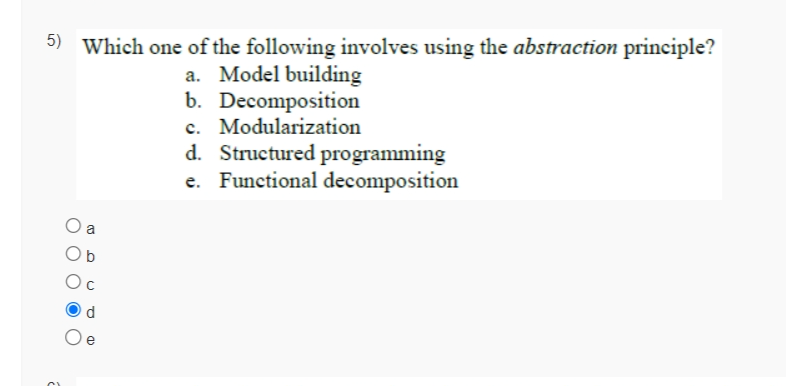 5) Which one of the following involves using the abstraction principle?
a. Model building
b. Decomposition
c. Modularization
d. Structured programming
e. Functional decomposition
a
b
c
d
e